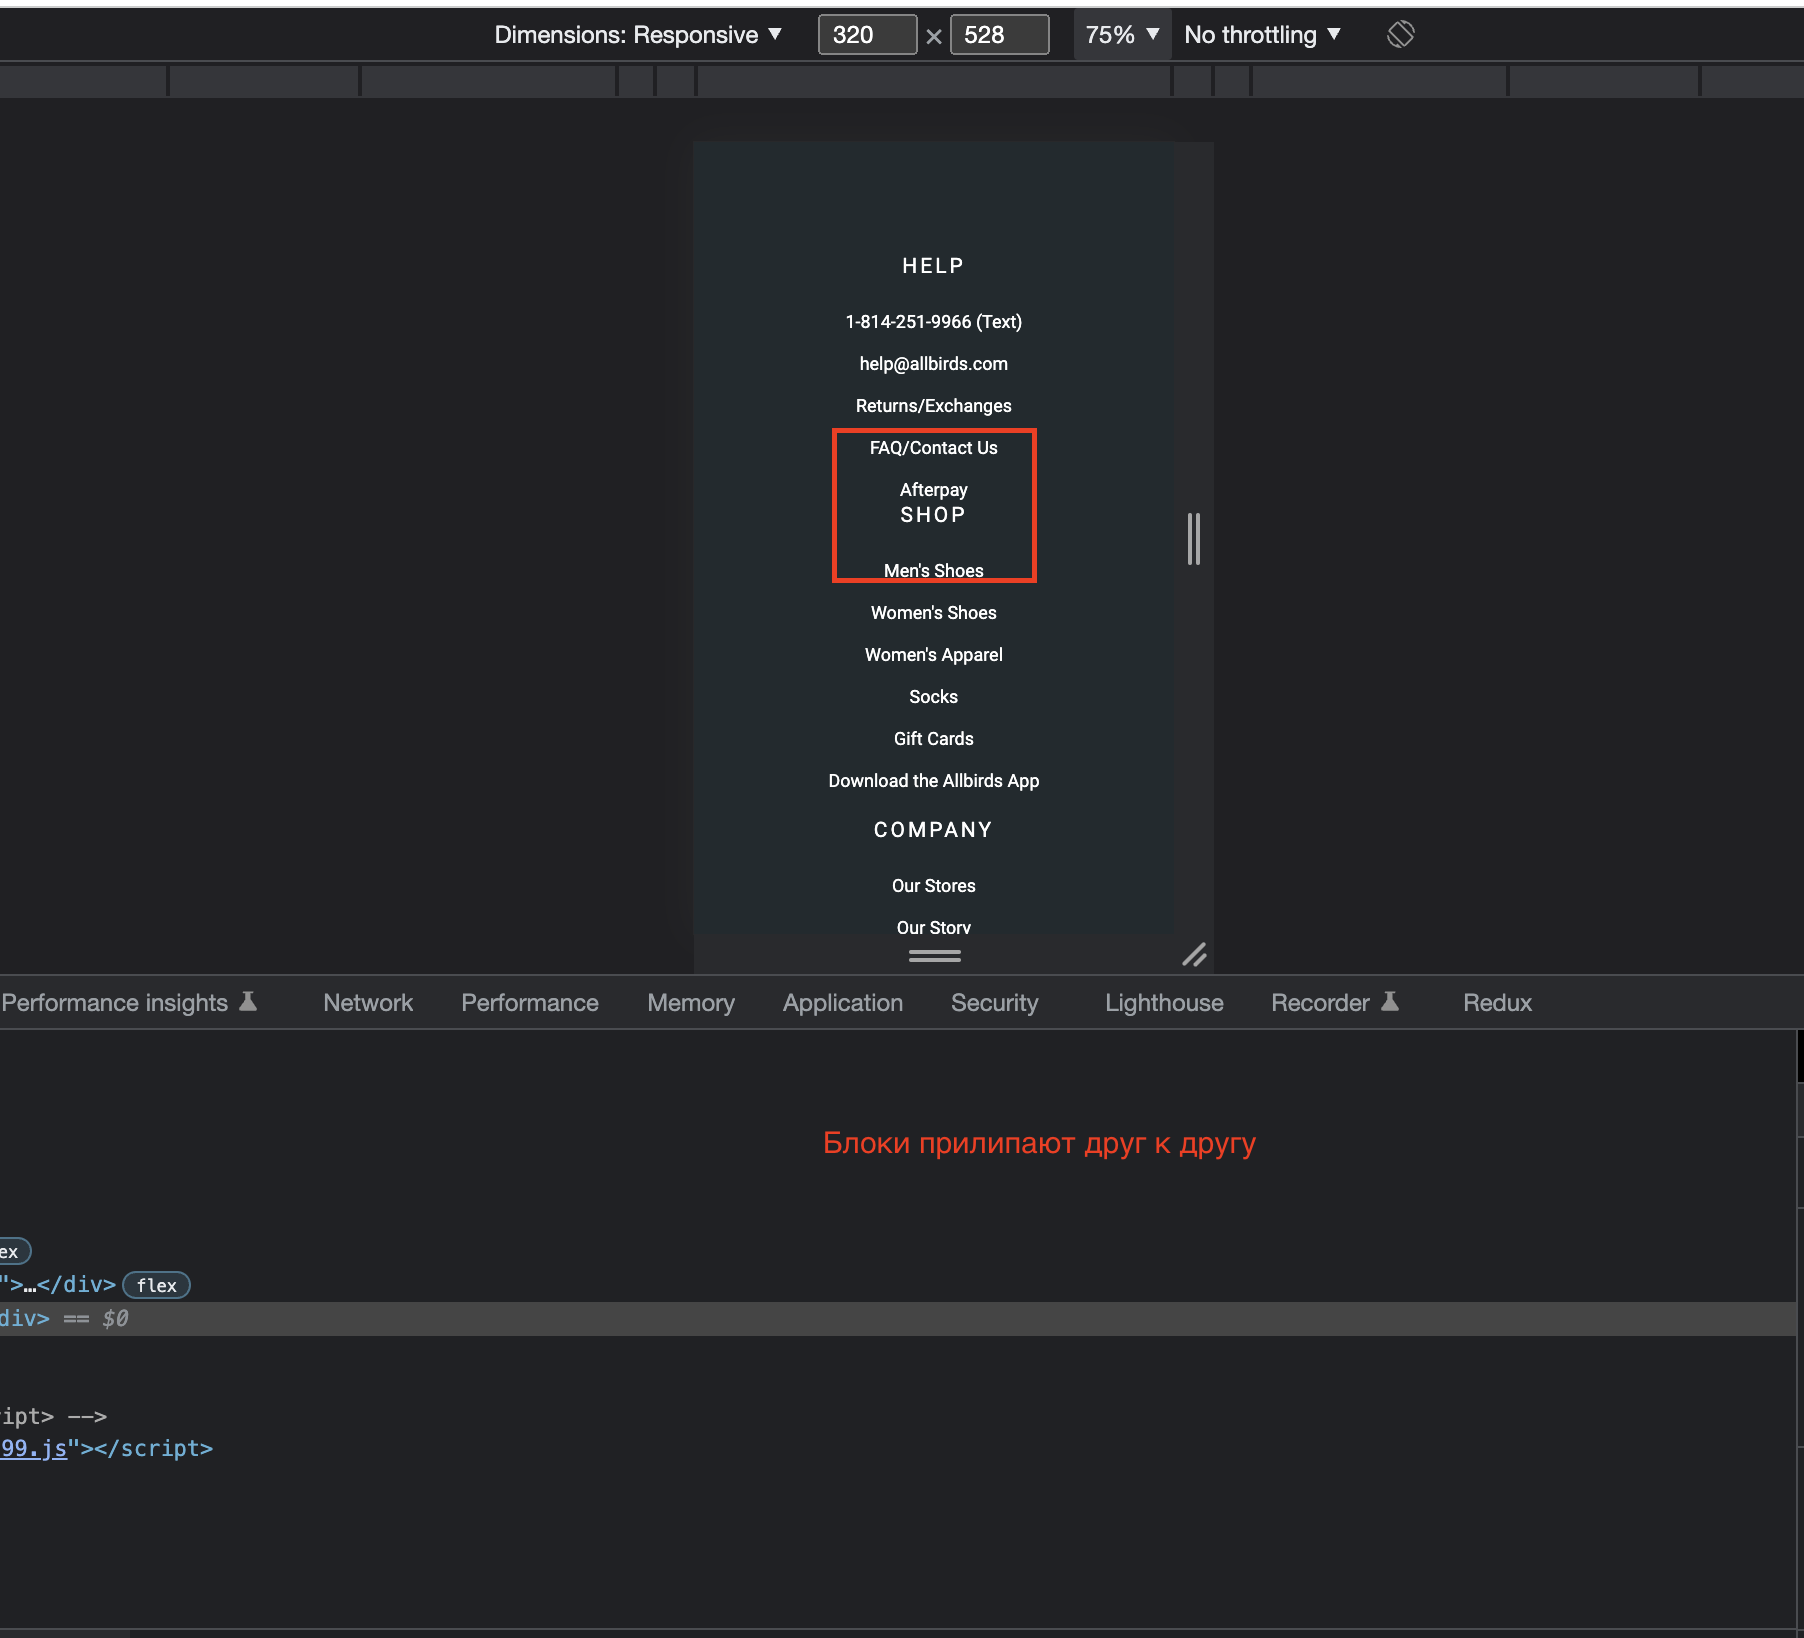 Dimensions: Responsive ▼ 320 × 528 75% ▼ No throttling ▼
HELP
1-814-251-9966 (Text)
help@allbirds.com
Returns/Exchanges
FAQ/Contact Us
Afterpay
SHOP
Men's Shoes
Women's Shoes
Women's Apparel
Socks
Gift Cards
Download the Allbirds App
COMPANY
Our Stores
Our Story
Performance insights Network Performance Memory Application Security Lighthouse Recorder Redux
Блоки прилипают друг к другу
ex
">…</div> flex
div> == $0
ript> -->
99.js"></script>